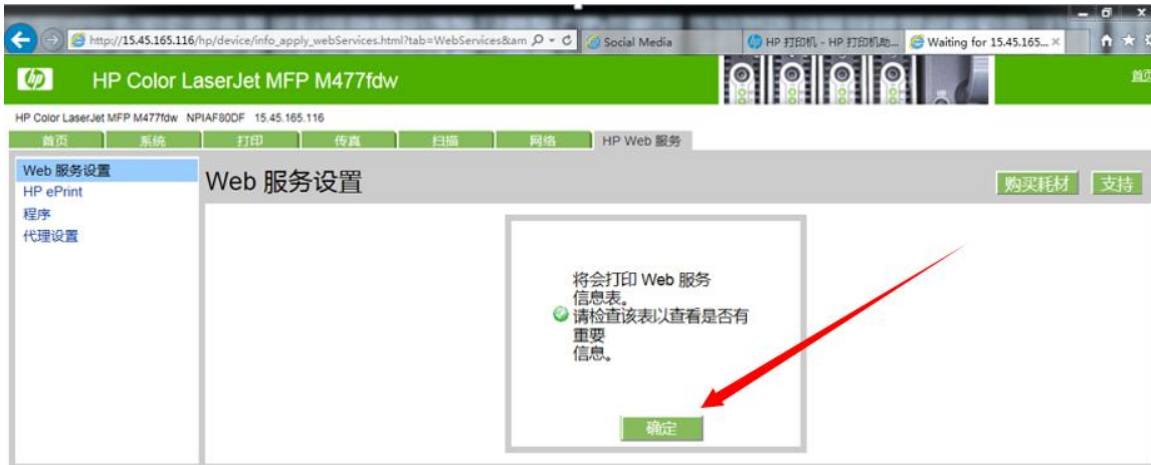 http://15.45.165.116/hp/device/info_apply_webServices.html?tab=WebServices&am
Social Media
HP 打印机 - HP 打印机助...
Waiting for 15.45.165...
hp
HP Color LaserJet MFP M477fdw
首页
HP Color LaserJet MFP M477fdw NPIAF80DF 15.45.165.116
首页 系统 打印 传真 扫描 网络 HP Web 服务
Web 服务设置
HP ePrint
程序
代理设置
Web 服务设置
购买耗材 支持
将会打印 Web 服务
信息表。
请检查该表以查看是否有
重要
信息。
确定